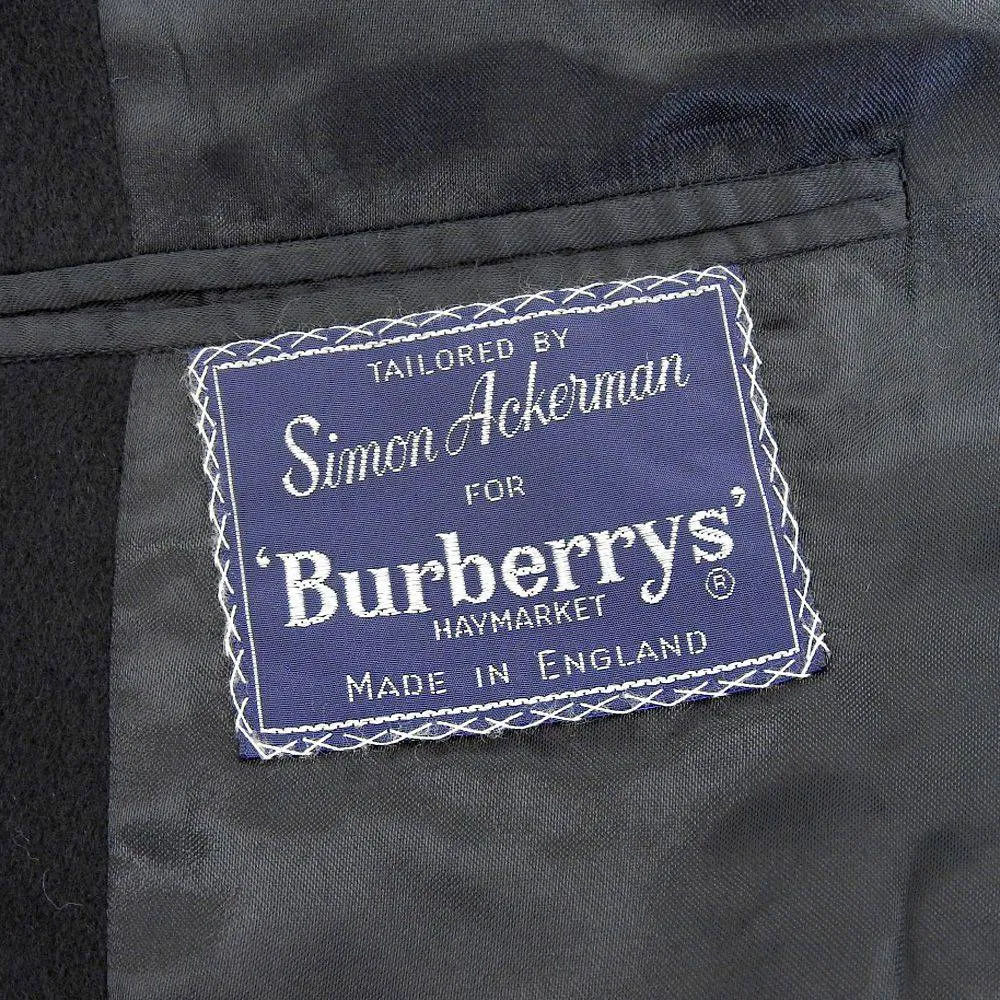 TAILORED BY
Simon Ackerman
FOR
'Burberrys'
®
HAYMARKET
MADE IN ENGLAND